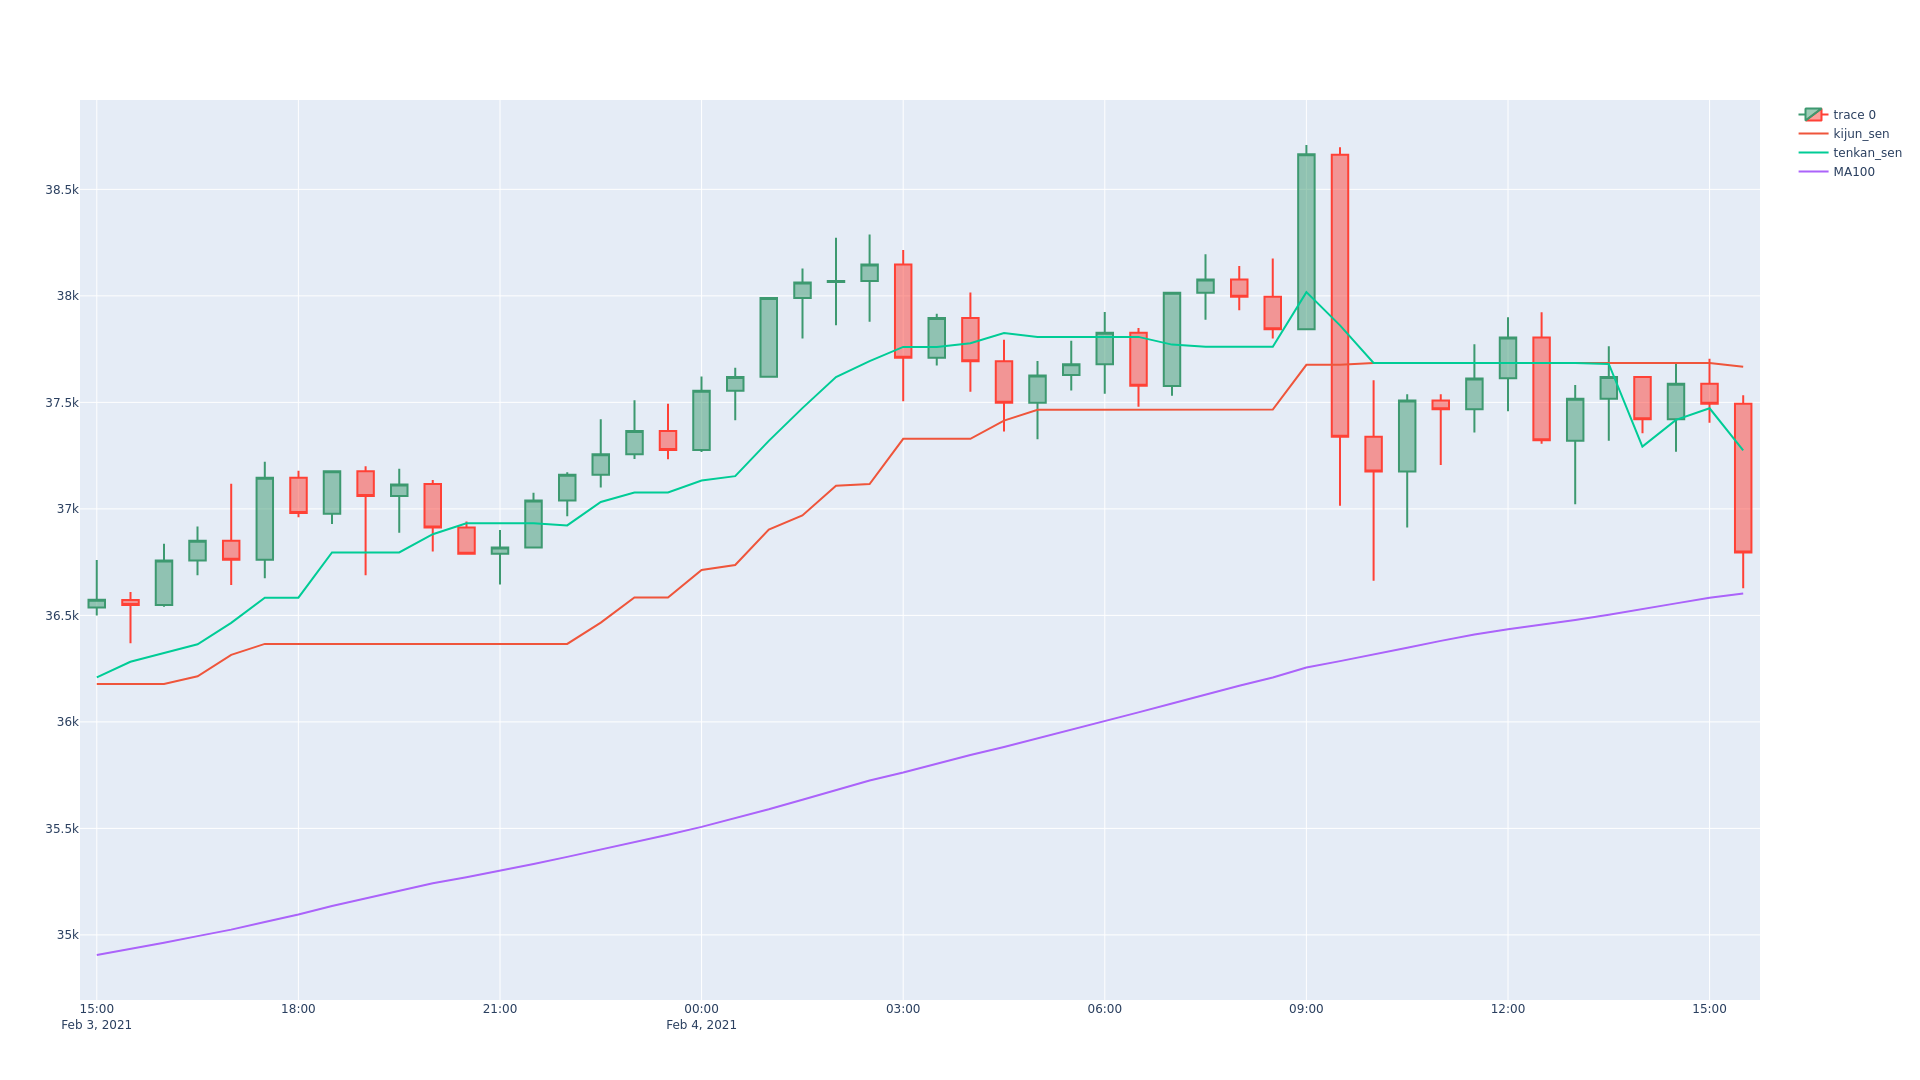 trace 0
kijun_sen
tenkan_sen
MA100
38.5k
38k
37.5k
37k
36.5k
36k
35.5k
35k
15:00 18:00 21:00 00:00 03:00 06:00 09:00 12:00 15:00
Feb 3, 2021 Feb 4, 2021